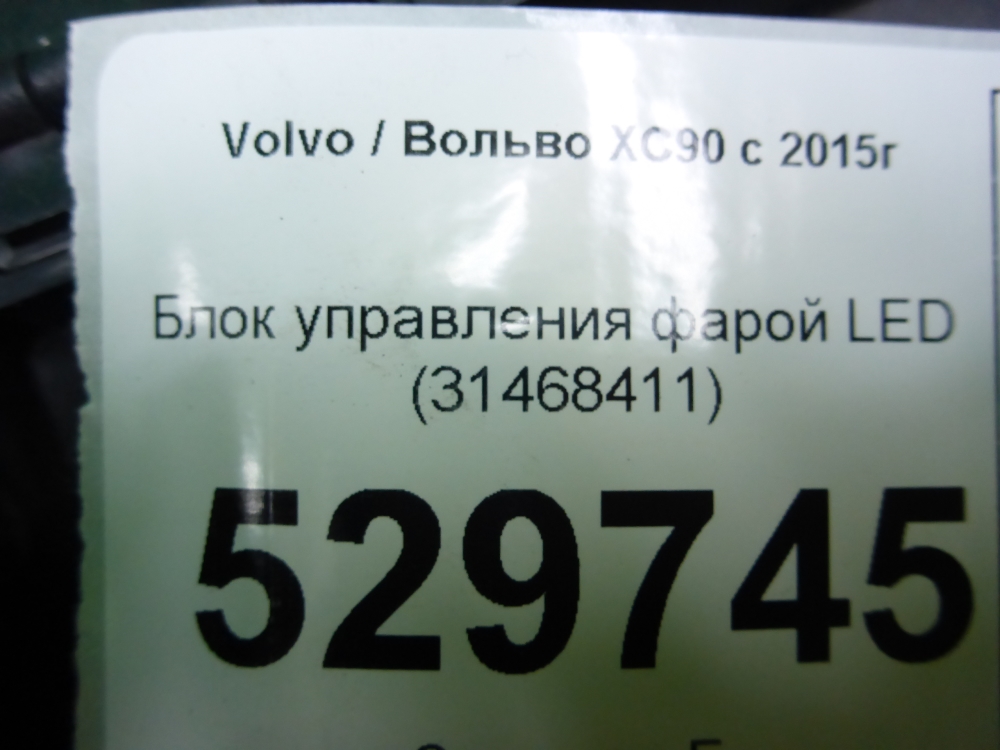 Volvo / Вольво XC90 с 2015г
Блок управления фарой LED
(31468411)
529745